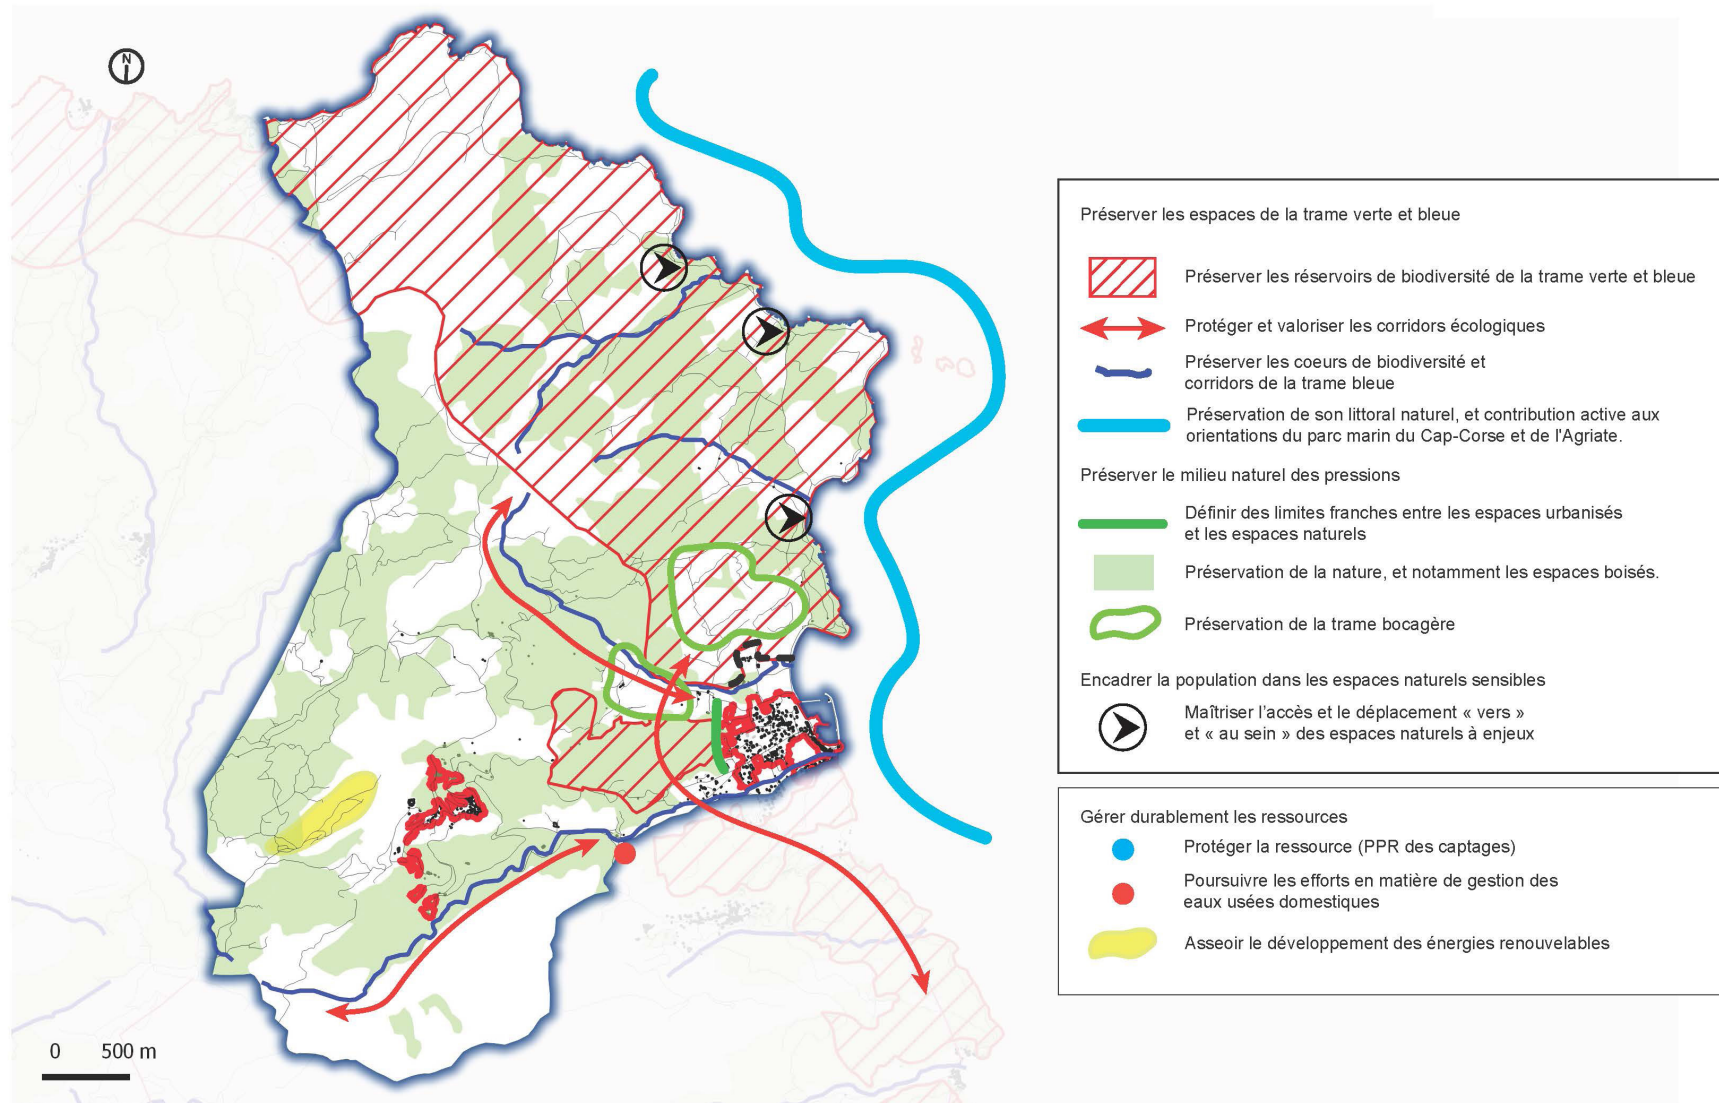 N
Préserver les espaces de la trame verte et bleue
Préserver les réservoirs de biodiversité de la trame verte et bleue
Protéger et valoriser les corridors écologiques
Préserver les coeurs de biodiversité et
corridors de la trame bleue
Préservation de son littoral naturel, et contribution active aux
orientations du parc marin du Cap-Corse et de l'Agriate.
Préserver le milieu naturel des pressions
Définir des limites franches entre les espaces urbanisés
et les espaces naturels
Préservation de la nature, et notamment les espaces boisés.
Préservation de la trame bocagère
Encadrer la population dans les espaces naturels sensibles
Maîtriser l’accès et le déplacement « vers »
et « au sein » des espaces naturels à enjeux
Gérer durablement les ressources
Protéger la ressource (PPR des captages)
Poursuivre les efforts en matière de gestion des
eaux usées domestiques
Asseoir le développement des énergies renouvelables
0 500 m